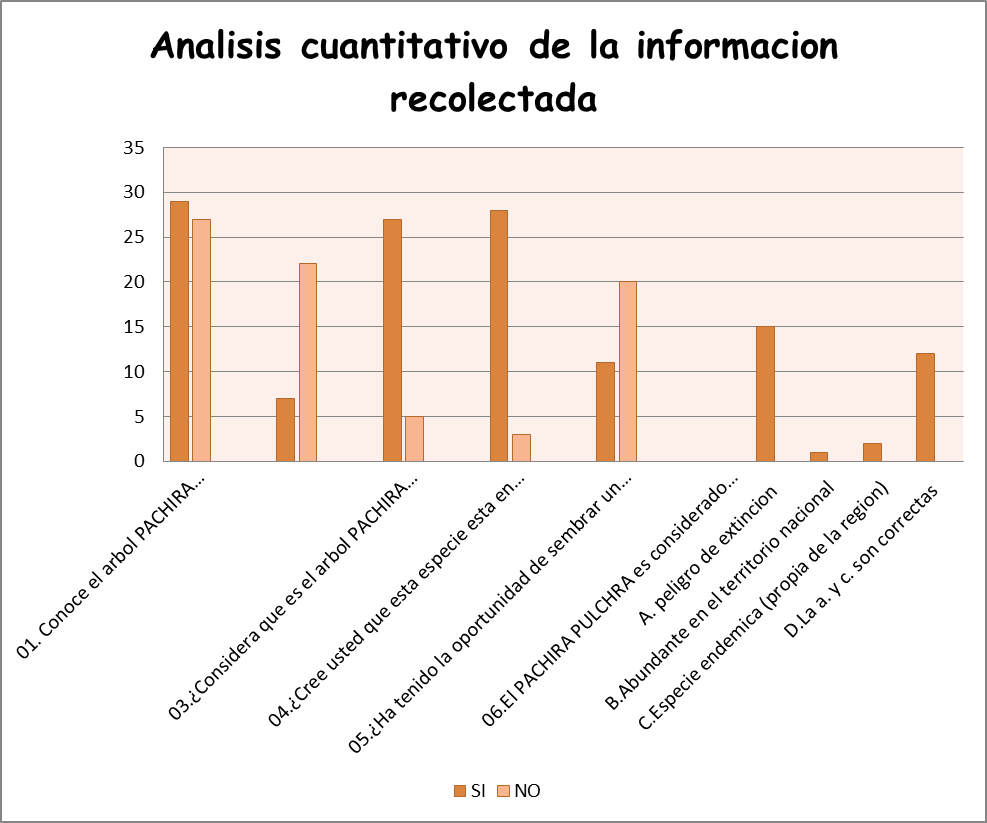 Analisis cuantitativo de la informacion
recolectada
35
30
25
20
15
10
5
0
01. Conoce el arbol PACHIRA...
03.¿Considera que es el arbol PACHIRA...
04.¿Cree usted que esta especie esta en...
05.¿Ha tenido la oportunidad de sembrar un...
06.El PACHIRA PULCHRA es considerado...
A. peligro de extincion
B.Abundante en el territorio nacional
C.Especie endemica (propia de la region)
D.La a. y c. son correctas
SI NO